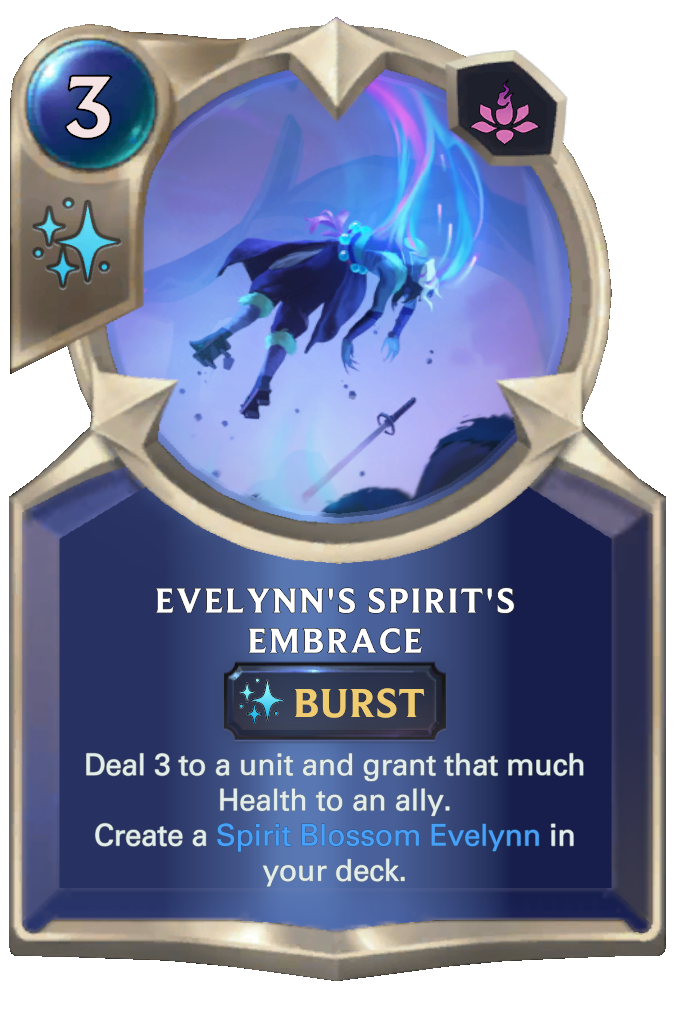 3
EVELYNN'S SPIRIT'S
EMBRACE
BURST
Deal 3 to a unit and grant that much
Health to an ally.
Create a Spirit Blossom Evelynn in
your deck.